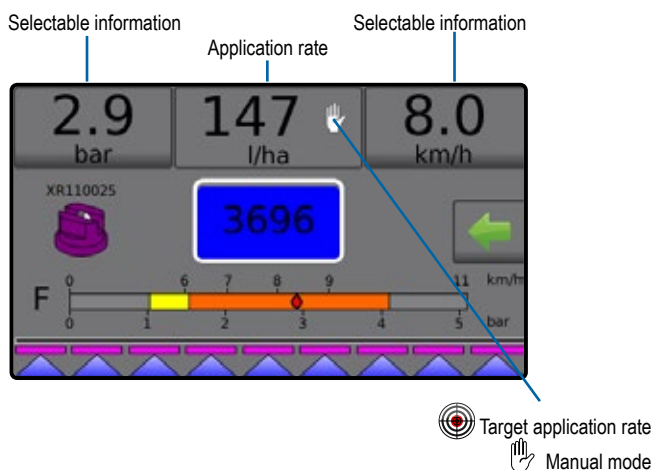 Selectable information
Application rate
Selectable information
2.9
bar
147
l/ha
8.0
km/h
XR110025
3696
0 6 7 8 9 11 km/h
F
0 1 2 3 4 5 bar
Target application rate
Manual mode